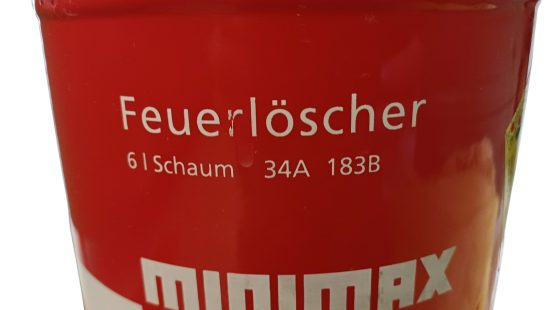 Feuerlöscher
6 l Schaum 34A 183B
MINIMAX